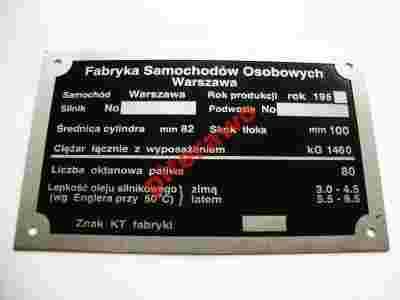 Fabryka Samochodów Osobowych
Warszawa
Samochód Warszawa Rok produkcji rok 195
Silnik No Podwozie No
Średnica cylindra mm 82 Skok tłoka mm 100
Ciężar łącznie z wyposażeniem kG 1460
Liczba oktanowa paliwa 80
Lepkość oleju silnikowego } zimą 3.0 - 4.5
(wg. Englera przy 50°C) } latem 5.5 - 9.5
Znak KT fabryki